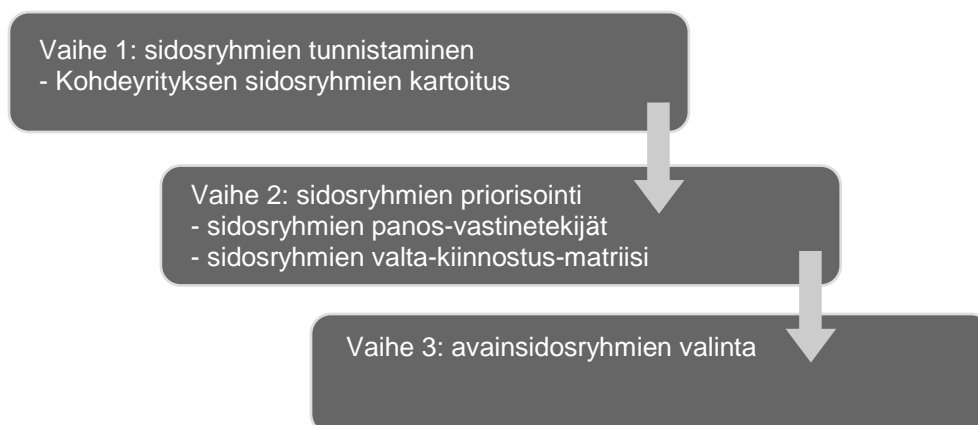 Vaihe 1: sidosryhmien tunnistaminen
- Kohdeyrityksen sidosryhmien kartoitus
Vaihe 2: sidosryhmien priorisointi
- sidosryhmien panos-vastinetekijät
- sidosryhmien valta-kiinnostus-matriisi
Vaihe 3: avainsidosryhmien valinta